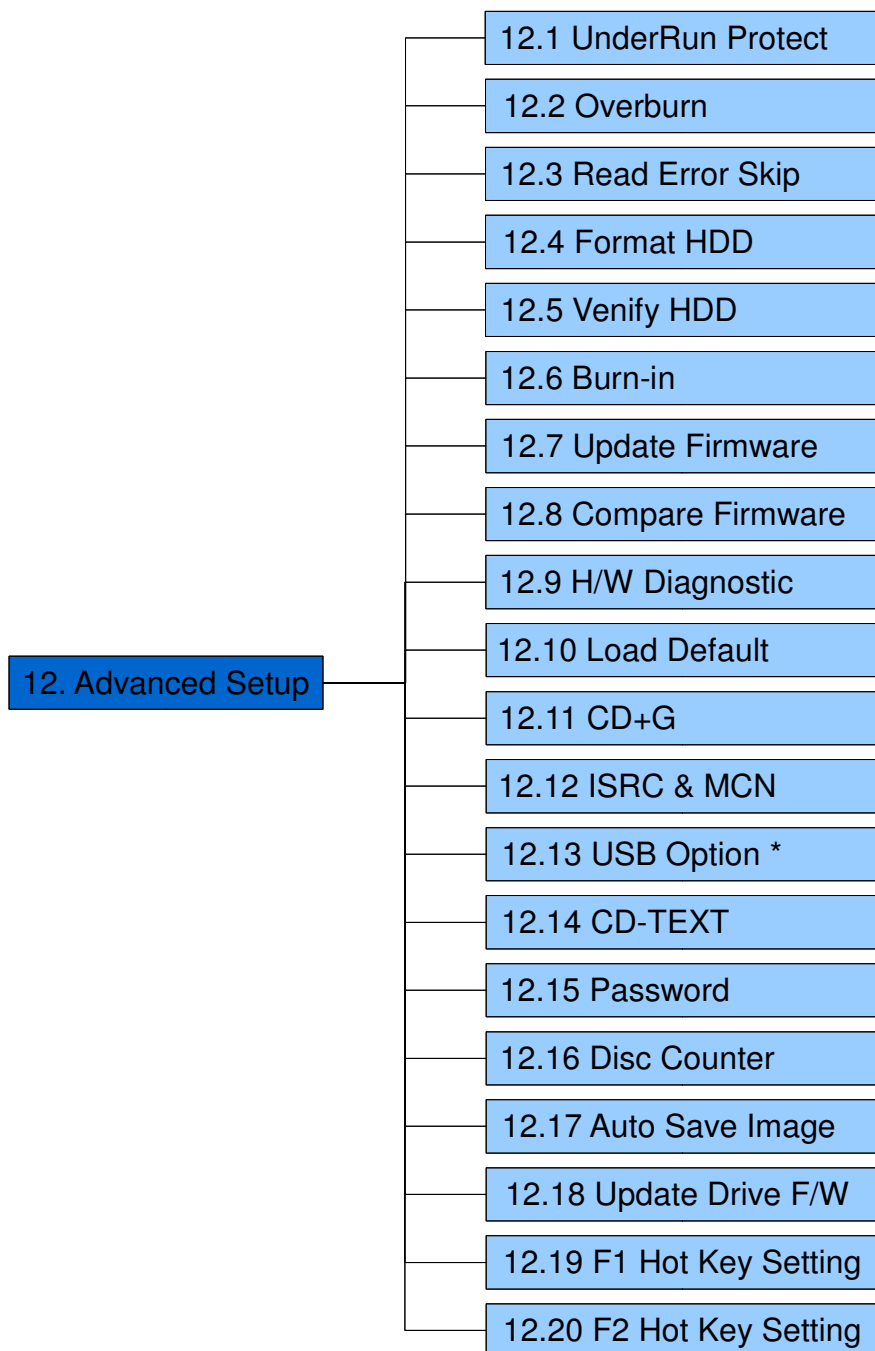 12.1 UnderRun Protect
12.2 Overburn
12.3 Read Error Skip
12.4 Format HDD
12.5 Venify HDD
12.6 Burn-in
12.7 Update Firmware
12.8 Compare Firmware
12.9 H/W Diagnostic
12.10 Load Default
12. Advanced Setup
12.11 CD+G
12.12 ISRC & MCN
12.13 USB Option *
12.14 CD-TEXT
12.15 Password
12.16 Disc Counter
12.17 Auto Save Image
12.18 Update Drive F/W
12.19 F1 Hot Key Setting
12.20 F2 Hot Key Setting